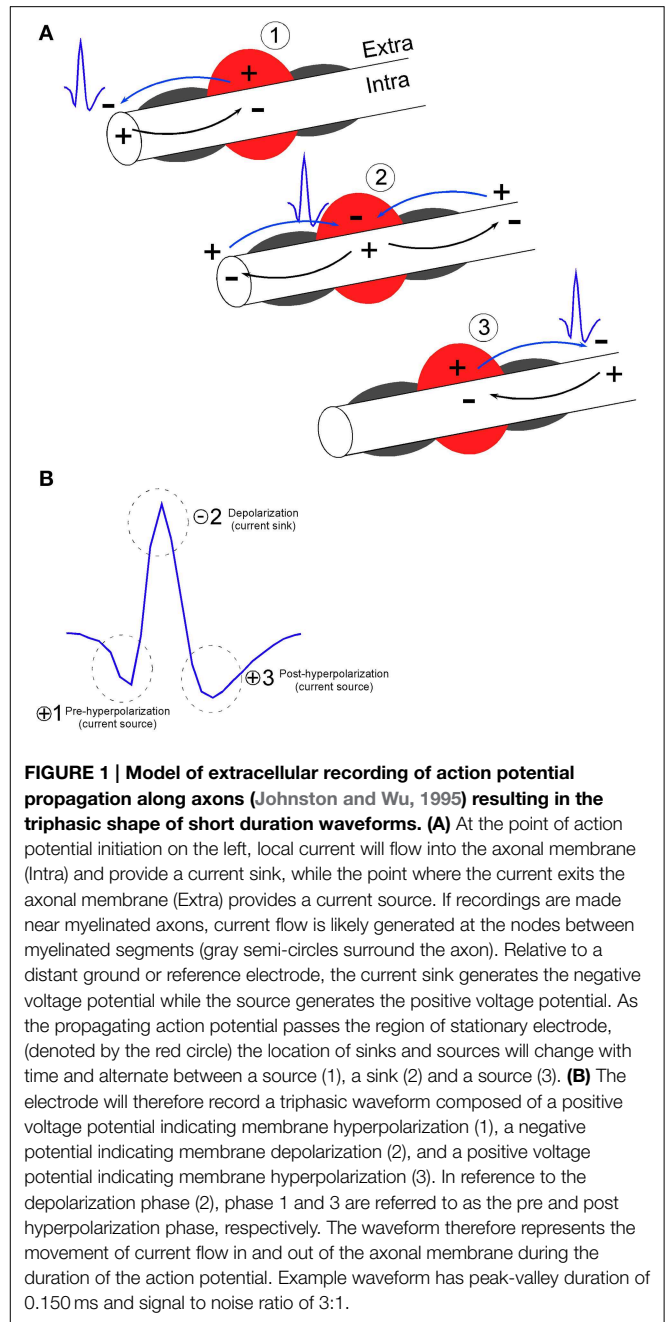 A
1
Extra
Intra
+
-
-
+
2
+
-
+
-
-
+
3
+
-
-
+
B
⊖2 Depolarization
(current sink)
⊕3 Post-hyperpolarization
(current source)
⊕1 Pre-hyperpolarization
(current source)
FIGURE 1 | Model of extracellular recording of action potential
propagation along axons (Johnston and Wu, 1995) resulting in the
triphasic shape of short duration waveforms. (A) At the point of action
potential initiation on the left, local current will flow into the axonal membrane
(Intra) and provide a current sink, while the point where the current exits the
axonal membrane (Extra) provides a current source. If recordings are made
near myelinated axons, current flow is likely generated at the nodes between
myelinated segments (gray semi-circles surround the axon). Relative to a
distant ground or reference electrode, the current sink generates the negative
voltage potential while the source generates the positive voltage potential. As
the propagating action potential passes the region of stationary electrode,
(denoted by the red circle) the location of sinks and sources will change with
time and alternate between a source (1), a sink (2) and a source (3). (B) The
electrode will therefore record a triphasic waveform composed of a positive
voltage potential indicating membrane hyperpolarization (1), a negative
potential indicating membrane depolarization (2), and a positive voltage
potential indicating membrane hyperpolarization (3). In reference to the
depolarization phase (2), phase 1 and 3 are referred to as the pre and post
hyperpolarization phase, respectively. The waveform therefore represents the
movement of current flow in and out of the axonal membrane during the
duration of the action potential. Example waveform has peak-valley duration of
0.150 ms and signal to noise ratio of 3:1.